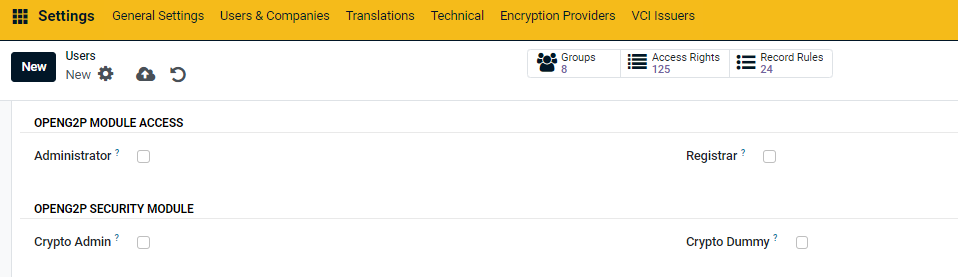 Settings General Settings Users & Companies Translations Technical Encryption Providers VCI Issuers
New Users Groups Access Rights Record Rules
New 8 125 24
OPENG2P MODULE ACCESS
Administrator ? Registrar ?
OPENG2P SECURITY MODULE
Crypto Admin ? Crypto Dummy ?